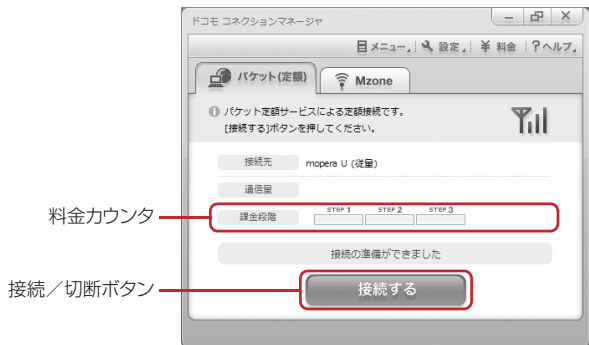 ドコモ コネクションマネージャ
メニュー 設定 ¥ 料金 ? ヘルプ
パケット(定額) Mzone
パケット定額サービスによる定額接続です。
[接続する]ボタンを押してください。
接続先 mopera U (従量)
通信量
料金カウンタ 課金段階 STEP 1 STEP 2 STEP 3
接続の準備ができました
接続／切断ボタン 接続する